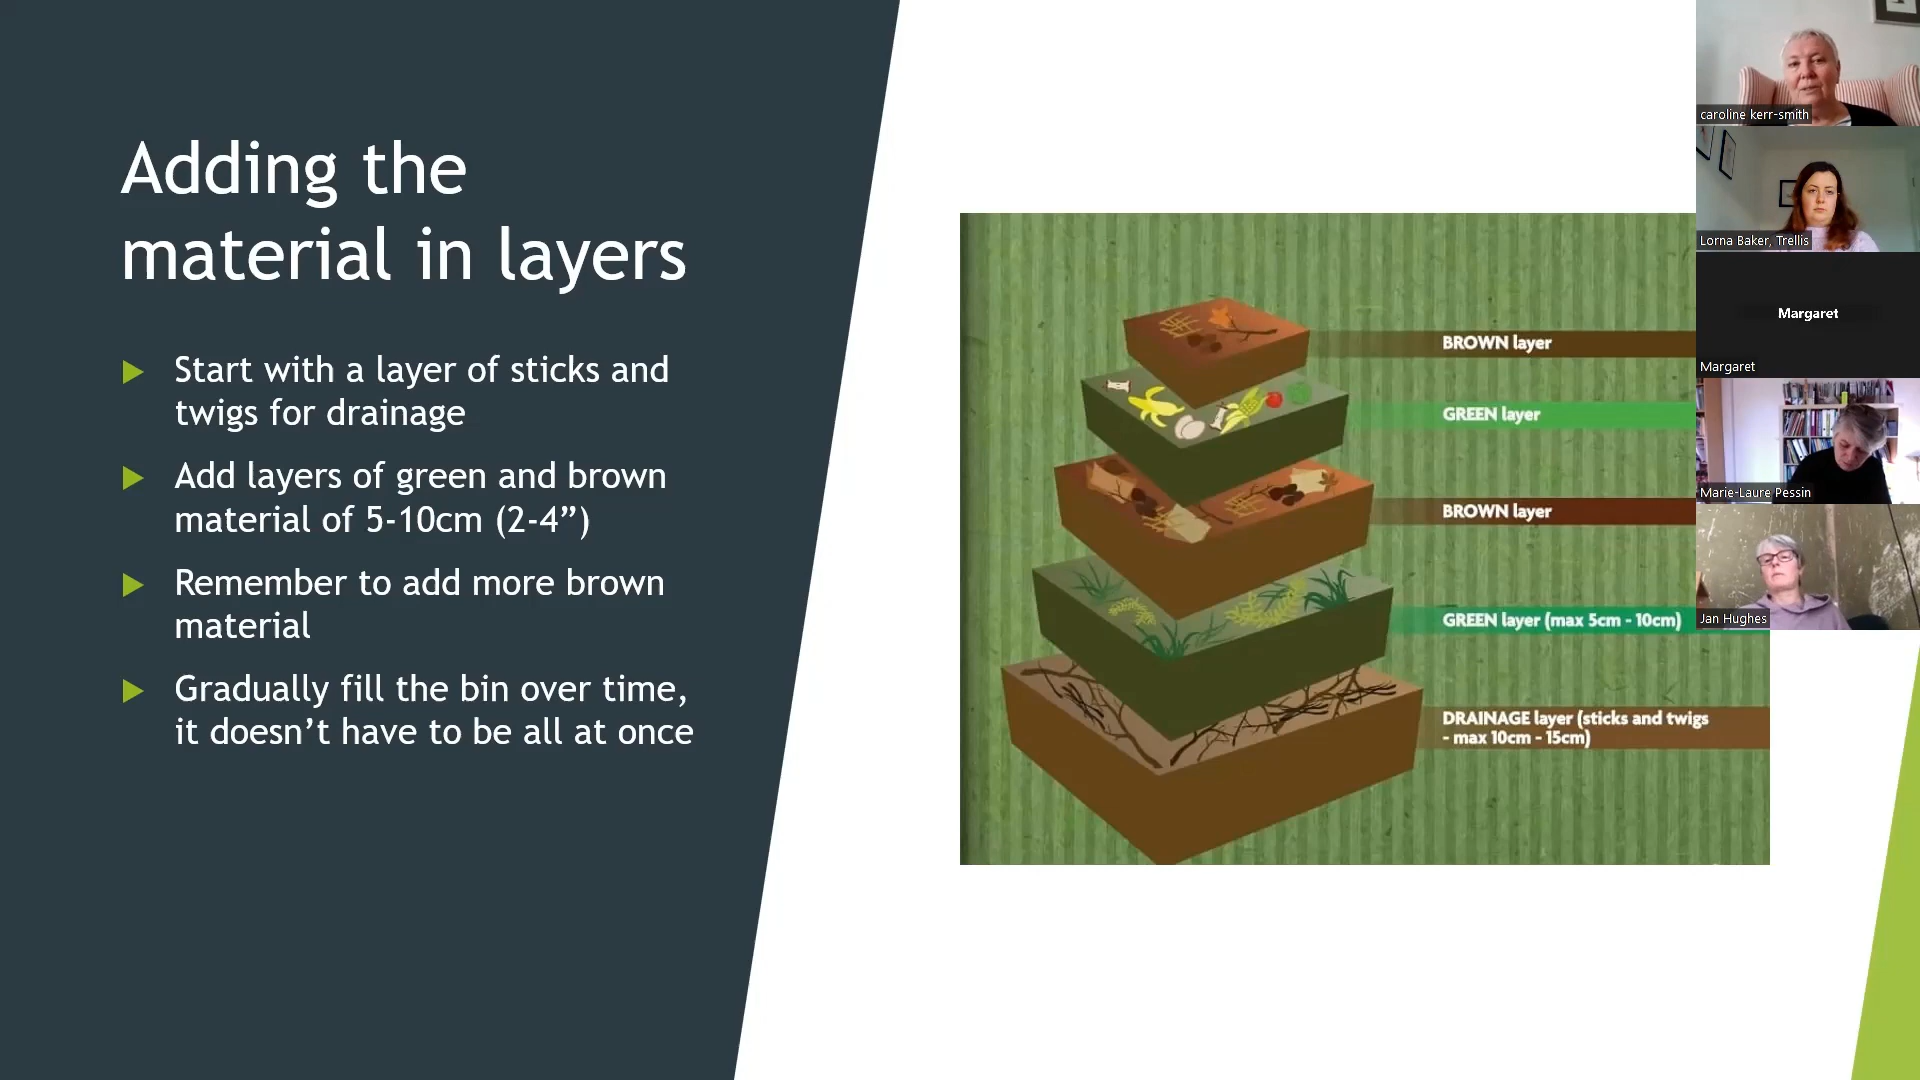 Adding the
material in layers
Start with a layer of sticks and
twigs for drainage
Add layers of green and brown
material of 5-10cm (2-4”)
Remember to add more brown
material
Gradually fill the bin over time,
it doesn’t have to be all at once
BROWN layer
GREEN layer
BROWN layer
GREEN layer (max 5cm - 10cm)
DRAINAGE layer (sticks and twigs
- max 10cm - 15cm)
caroline kerr-smith
Lorna Baker, Trellis
Margaret
Margaret
Marie-Laure Pessin
Jan Hughes